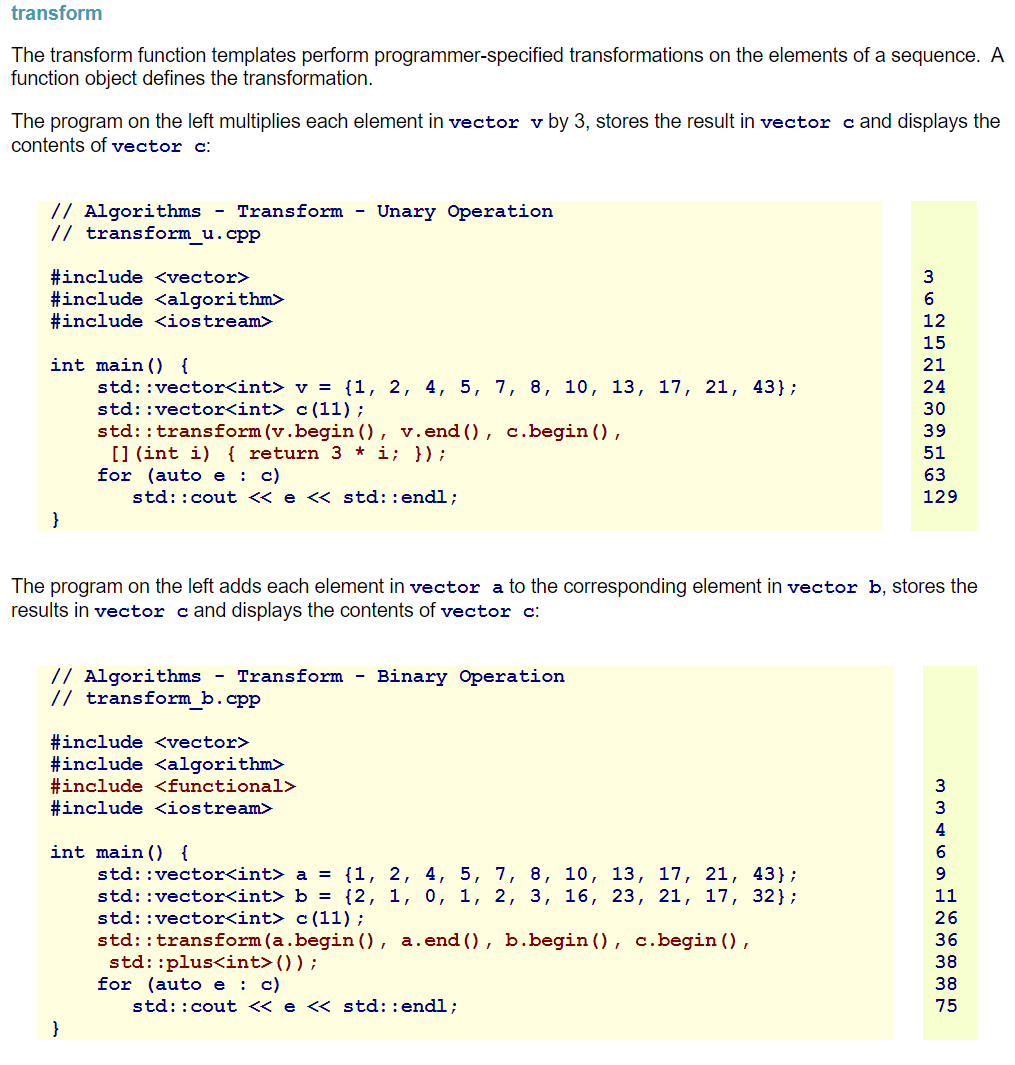 transform
The transform function templates perform programmer-specified transformations on the elements of a sequence.  A
function object defines the transformation.
The program on the left multiplies each element in vector v by 3, stores the result in vector c and displays the
contents of vector c:
// Algorithms - Transform - Unary Operation
// transform_u.cpp
#include <vector>
#include <algorithm>
#include <iostream>
int main() {
    std::vector<int> v = {1, 2, 4, 5, 7, 8, 10, 13, 17, 21, 43};
    std::vector<int> c(11);
    std::transform(v.begin(), v.end(), c.begin(),
     [](int i) { return 3 * i; });
    for (auto e : c)
       std::cout << e << std::endl;
}
3
6
12
15
21
24
30
39
51
63
129
The program on the left adds each element in vector a to the corresponding element in vector b, stores the
results in vector c and displays the contents of vector c:
// Algorithms - Transform - Binary Operation
// transform_b.cpp
#include <vector>
#include <algorithm>
#include <functional>
#include <iostream>
int main() {
    std::vector<int> a = {1, 2, 4, 5, 7, 8, 10, 13, 17, 21, 43};
    std::vector<int> b = {2, 1, 0, 1, 2, 3, 16, 23, 21, 17, 32};
    std::vector<int> c(11);
    std::transform(a.begin(), a.end(), b.begin(), c.begin(),
     std::plus<int>());
    for (auto e : c)
       std::cout << e << std::endl;
}
3
3
4
6
9
11
26
36
38
38
75